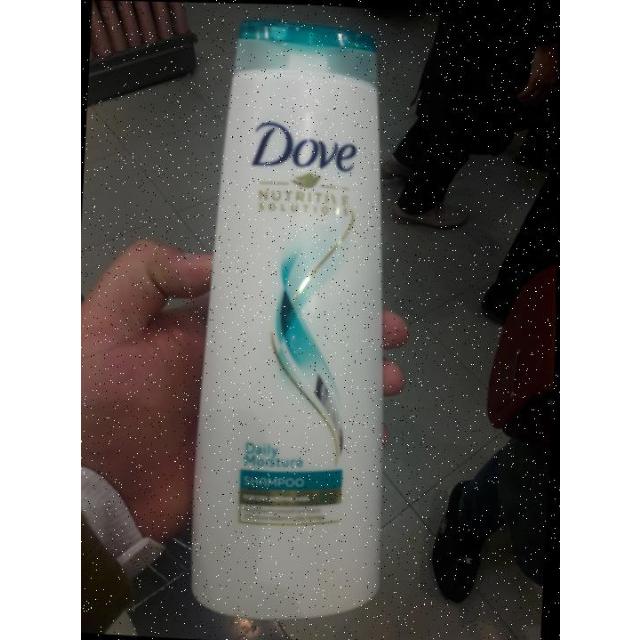 Dove
NUTRITIVE
SOLUTIONS
Daily
Moisture
SHAMPOO